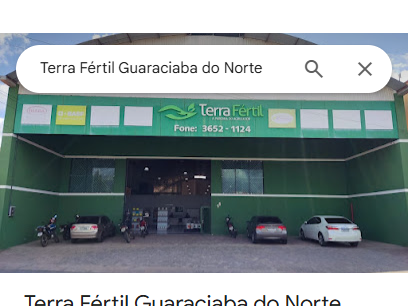 Terra Fértil Guaraciaba do Norte
Terra Fértil
Fone: 3652 - 1124
Terra Fértil Guaraciaba do Norte